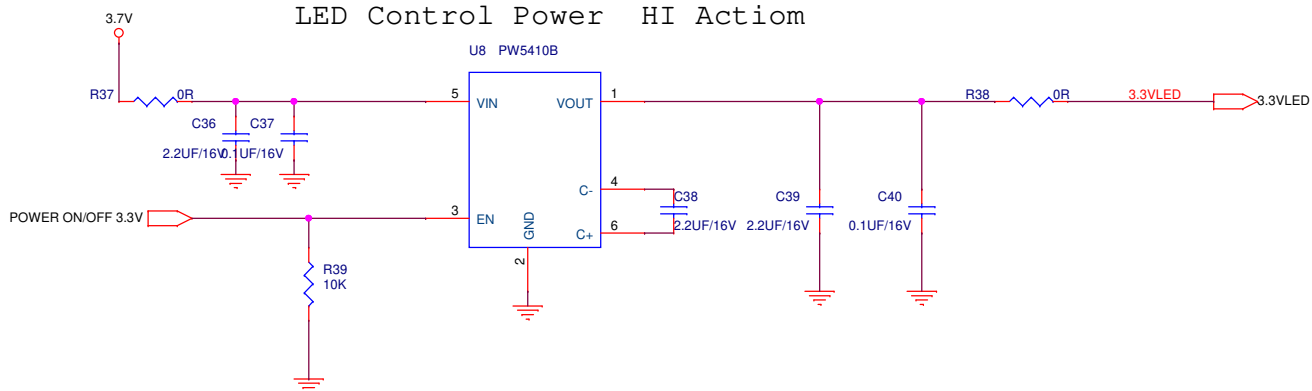 LED Control Power HI Actiom
3.7V
U8 PW5410B
R37 0R
5 VIN
VOUT 1
R38 0R
3.3VLED
3.3VLED
C36 C37
2.2UF/16V 0.1UF/16V
C- 4
C38
2.2UF/16V
C39
2.2UF/16V
C40
0.1UF/16V
POWER ON/OFF 3.3V
3 EN
GND
C+ 6
2
R39
10K